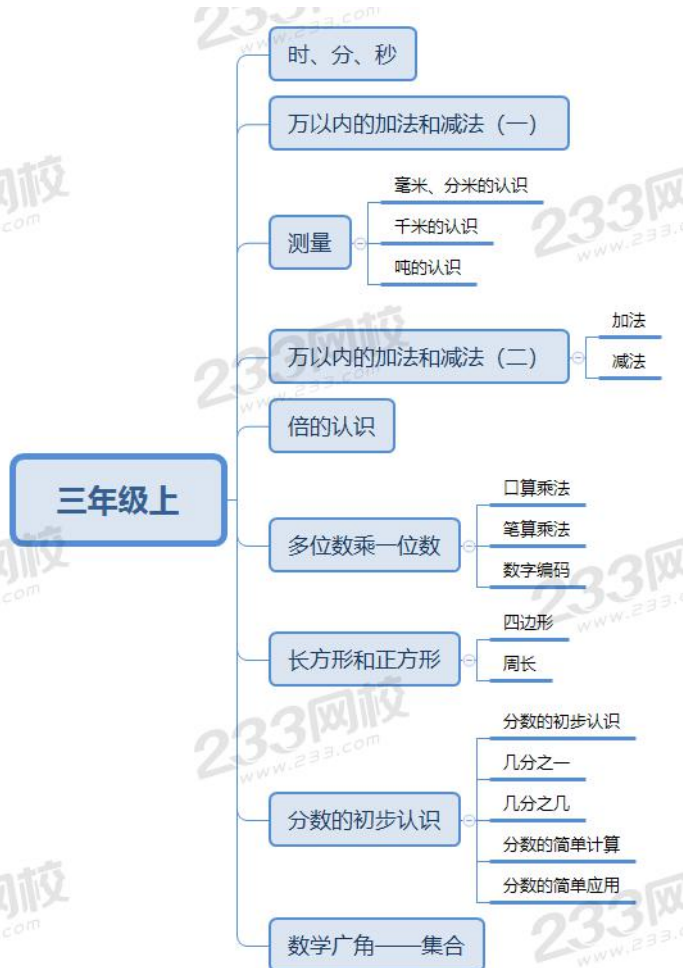 233网校
www.233.com
时、分、秒
万以内的加法和减法（一）
测量
毫米、分米的认识
千米的认识
吨的认识
万以内的加法和减法（二）
加法
减法
倍的认识
三年级上
多位数乘一位数
口算乘法
笔算乘法
数字编码
长方形和正方形
四边形
周长
分数的初步认识
分数的初步认识
几分之一
几分之几
分数的简单计算
分数的简单应用
数学广角——集合